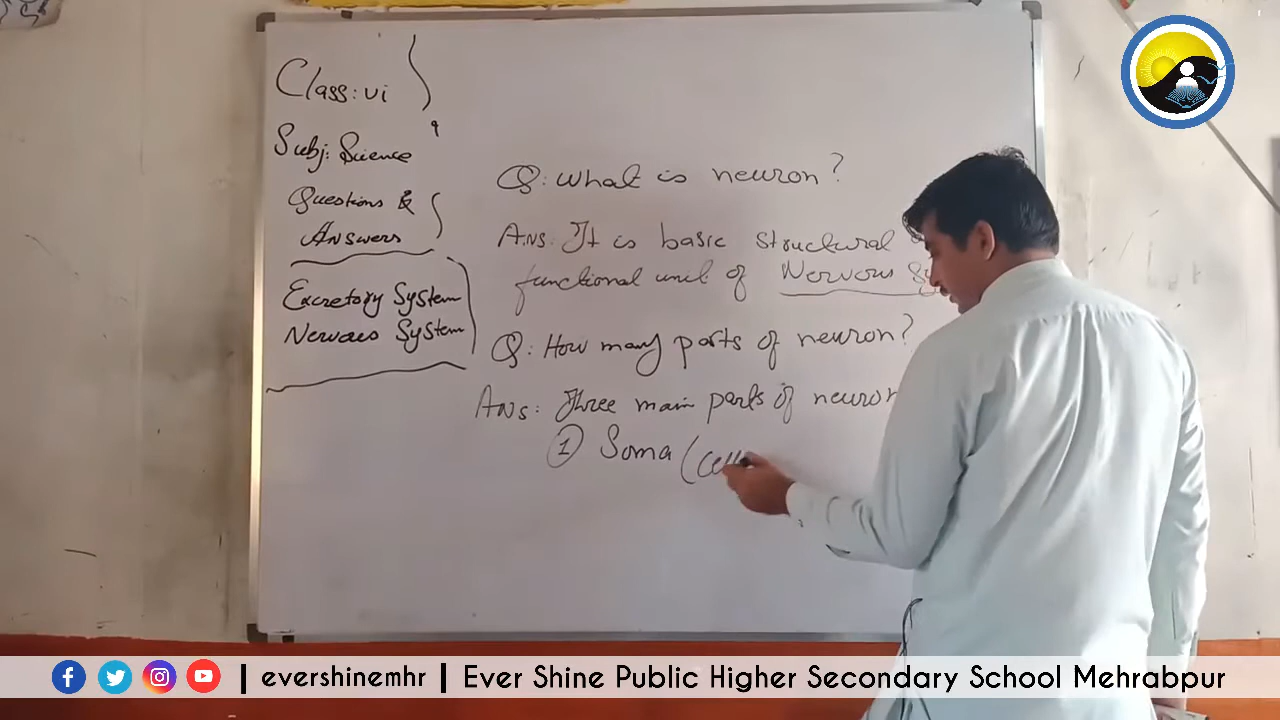 Class: vi
Subj: Science
Questions &
Answers
Excretory System
Nervous System
Q: What is neuron?
Ans: It is basic structural
functional unit of Nervous
Q: How many parts of neuron?
Ans: Three main parts of neuron
1 Soma (cell
| evershinemhr | Ever Shine Public Higher Secondary School Mehrabpur